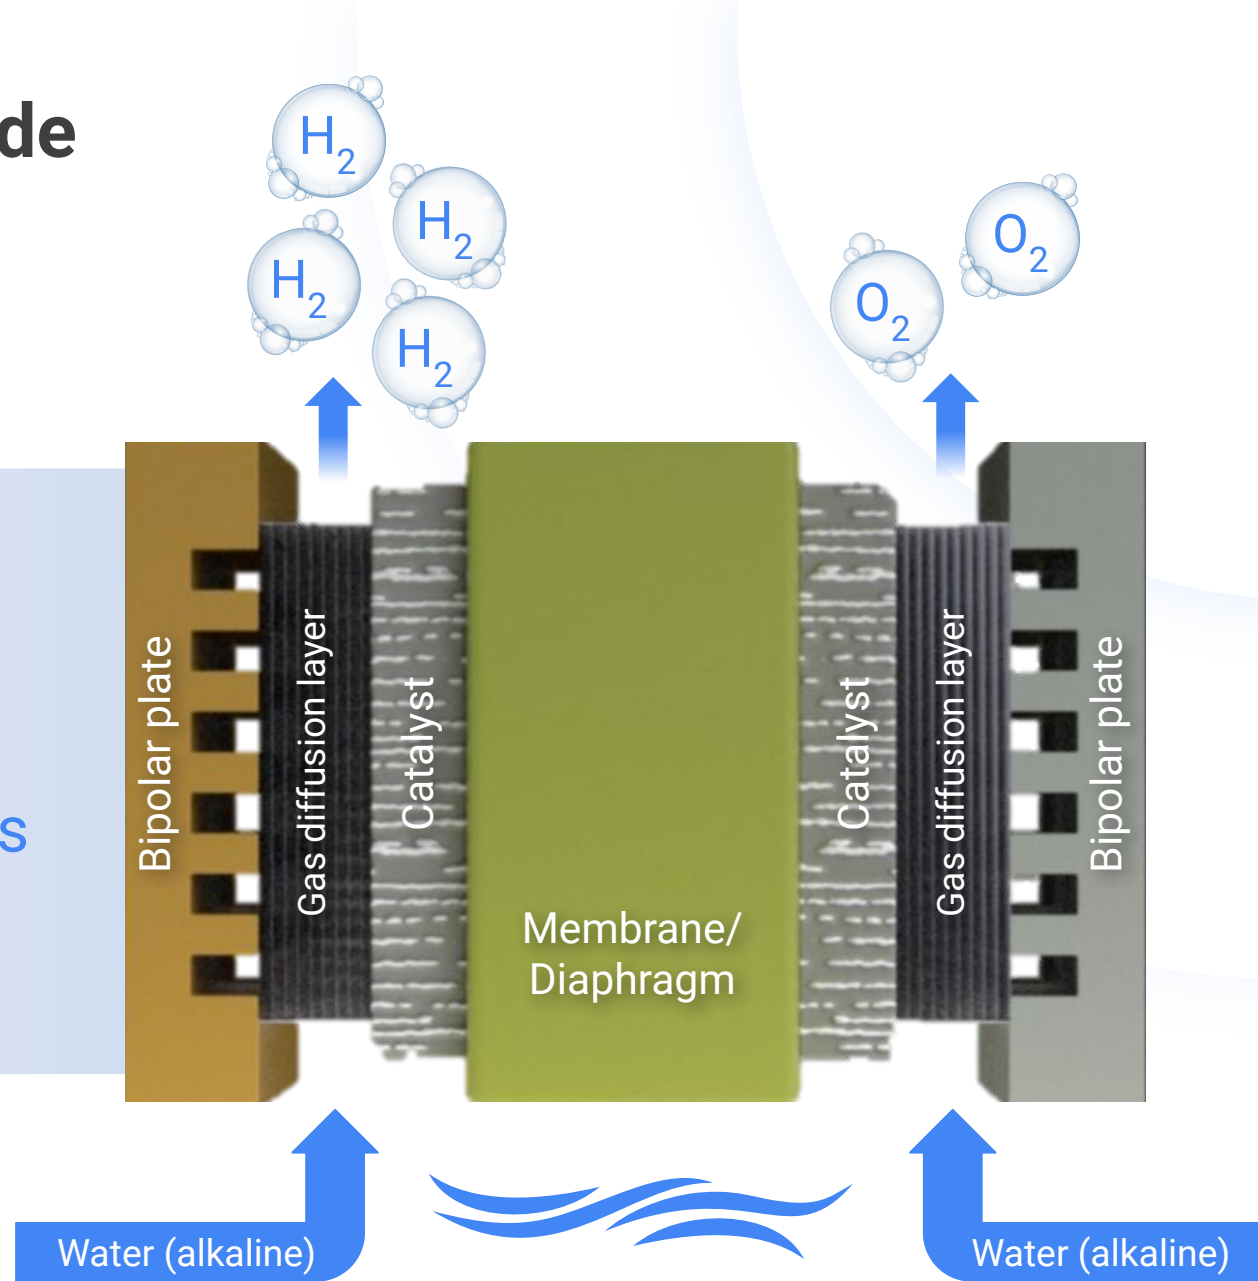 de
H2
H2
H2
H2
O2
O2
Bipolar plate
Gas diffusion layer
Catalyst
Membrane/
Diaphragm
Catalyst
Gas diffusion layer
Bipolar plate
s
Water (alkaline)
Water (alkaline)